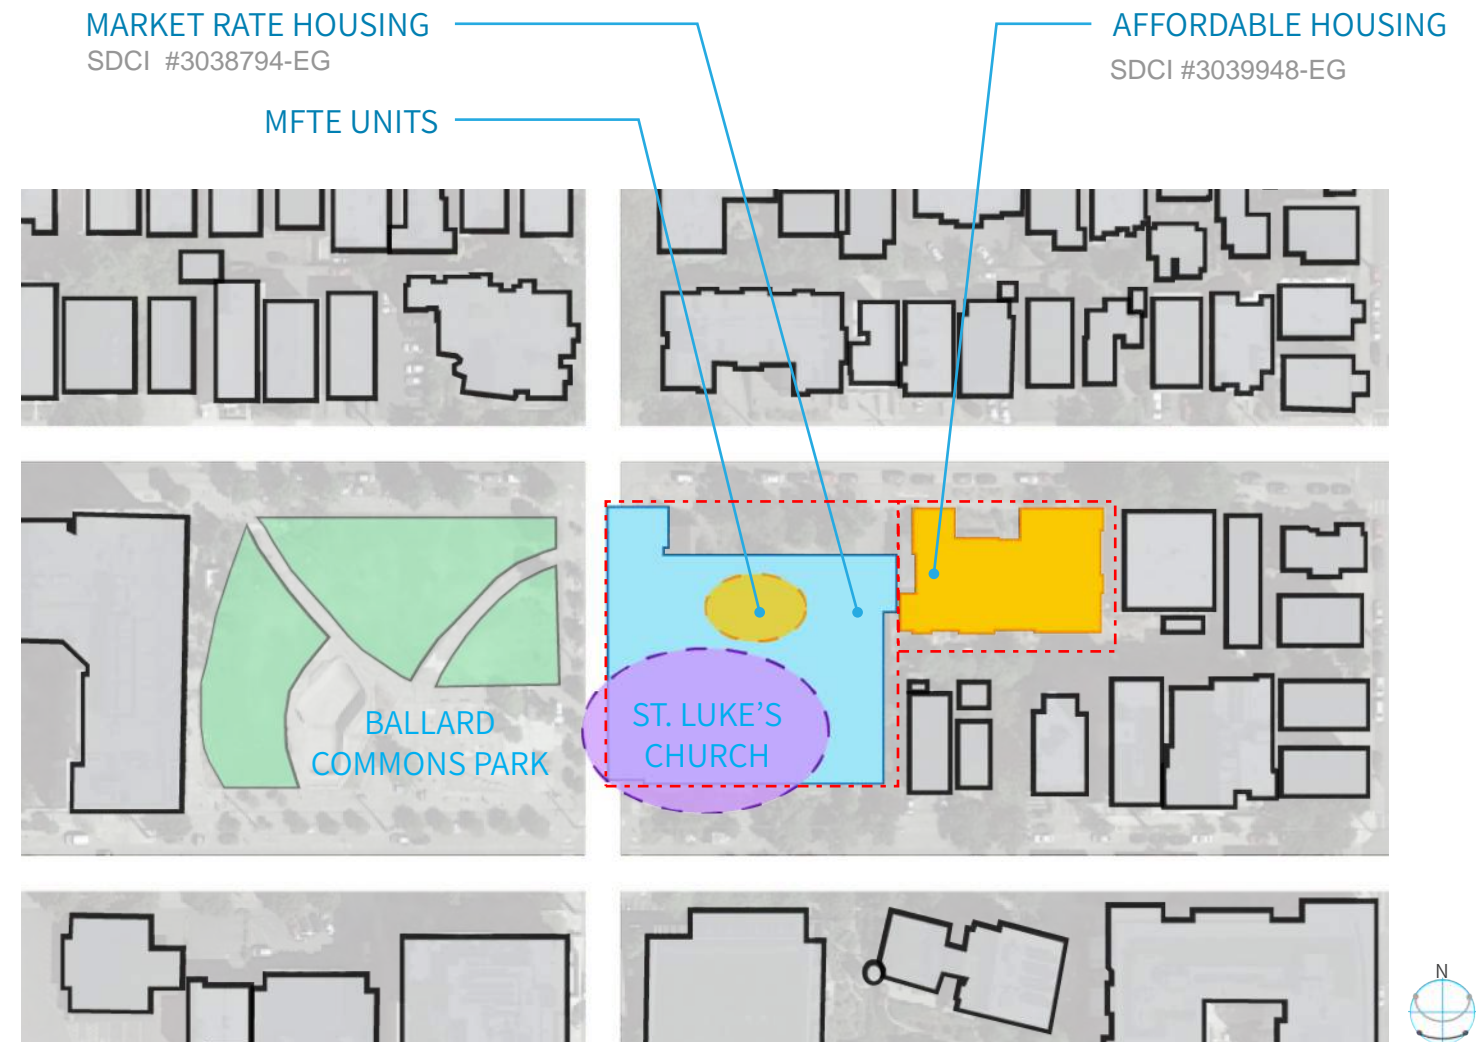 MARKET RATE HOUSING
SDCI #3038794-EG
AFFORDABLE HOUSING
SDCI #3039948-EG
MFTE UNITS
BALLARD
COMMONS PARK
ST. LUKE'S
CHURCH
N